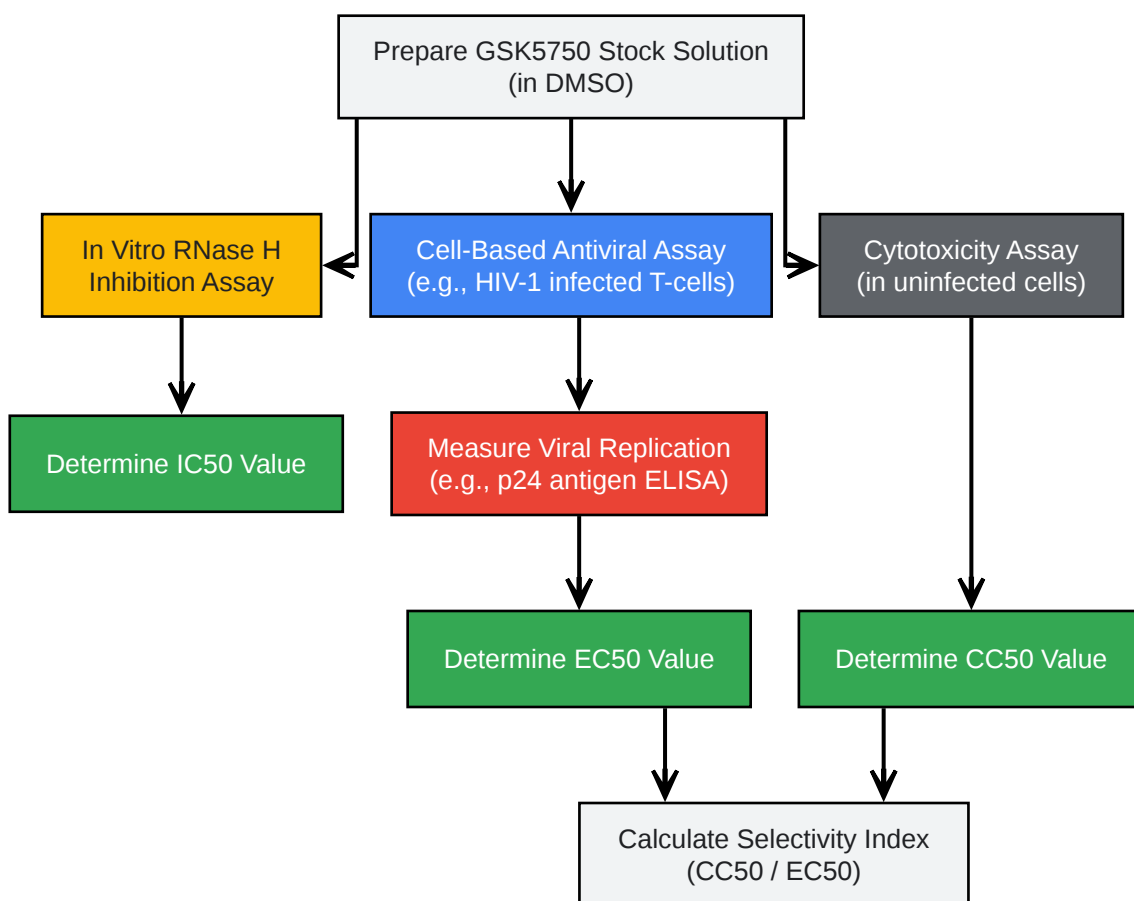 Prepare GSK5750 Stock Solution
(in DMSO)
In Vitro RNase H
Inhibition Assay
Cell-Based Antiviral Assay
(e.g., HIV-1 infected T-cells)
Cytotoxicity Assay
(in uninfected cells)
Determine IC50 Value
Measure Viral Replication
(e.g., p24 antigen ELISA)
Determine EC50 Value
Determine CC50 Value
Calculate Selectivity Index
(CC50 / EC50)